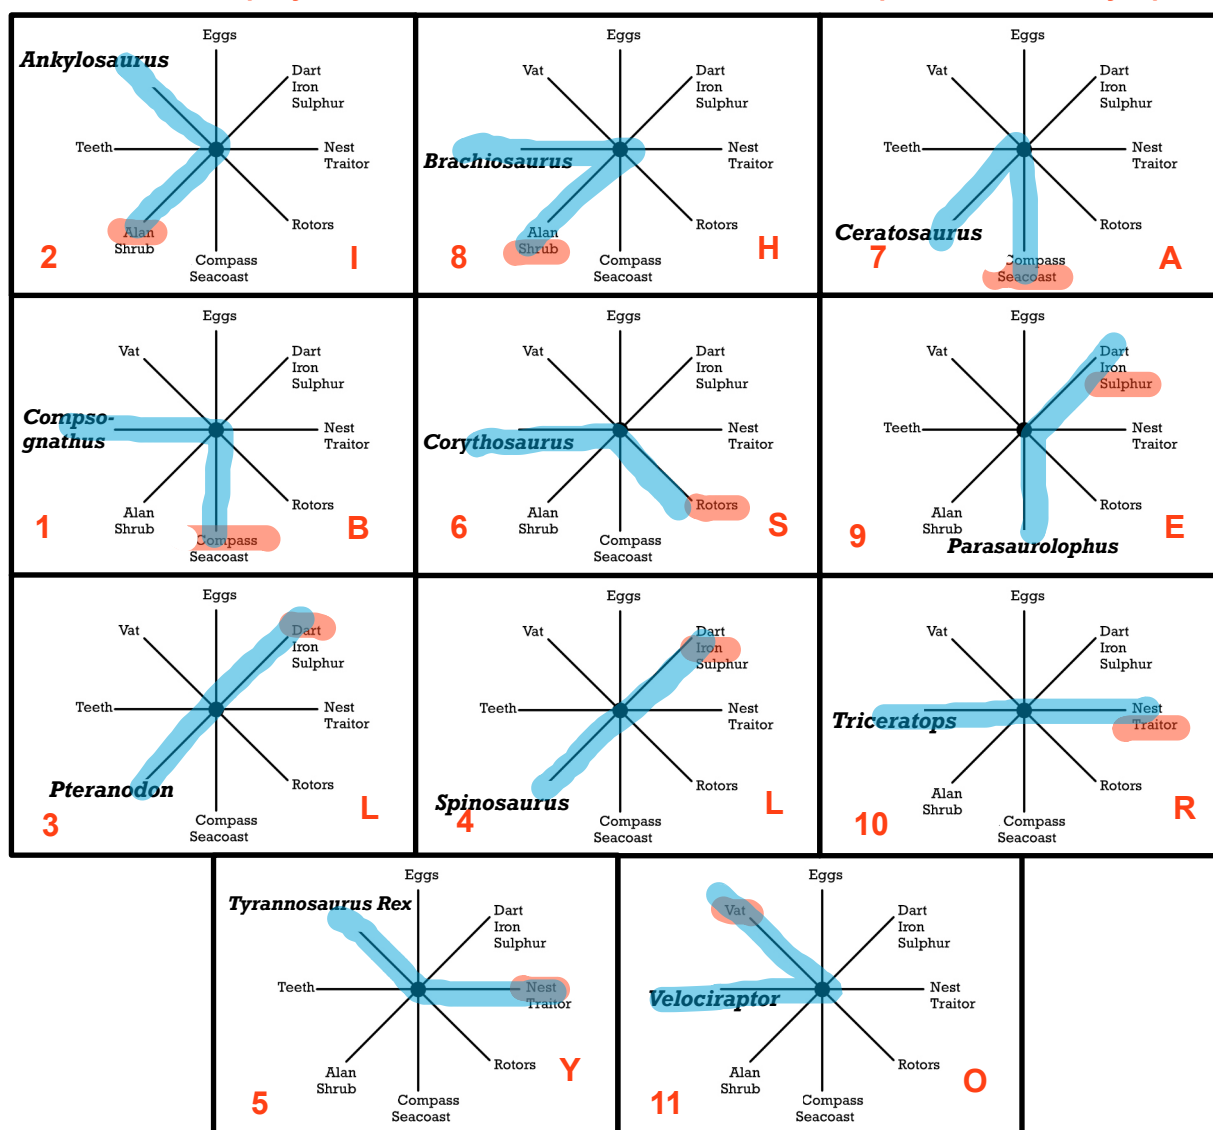 Eggs
Ankylosaurus
Dart
Iron
Sulphur
Teeth
Nest
Traitor
Alan
Shrub
Rotors
Compass
Seacoast
2
I
Eggs
Vat
Dart
Iron
Sulphur
Brachiosaurus
Nest
Traitor
Alan
Shrub
Rotors
Compass
Seacoast
8
H
Eggs
Vat
Dart
Iron
Sulphur
Teeth
Nest
Traitor
Ceratosaurus
Rotors
Compass
Seacoast
7
A
Eggs
Vat
Dart
Iron
Sulphur
Compso-
gnathus
Nest
Traitor
Alan
Shrub
Rotors
Compass
Seacoast
1
B
Eggs
Vat
Dart
Iron
Sulphur
Corythosaurus
Nest
Traitor
Alan
Shrub
Rotors
Compass
Seacoast
6
S
Eggs
Vat
Dart
Iron
Sulphur
Teeth
Nest
Traitor
Alan
Shrub
Rotors
Parasaurolophus
9
E
Eggs
Vat
Dart
Iron
Sulphur
Teeth
Nest
Traitor
Pteranodon
Rotors
Compass
Seacoast
3
L
Eggs
Vat
Dart
Iron
Sulphur
Teeth
Nest
Traitor
Spinosaurus
Rotors
Compass
Seacoast
4
L
Eggs
Vat
Dart
Iron
Sulphur
Triceratops
Nest
Traitor
Alan
Shrub
Rotors
Compass
Seacoast
10
R
Eggs
Tyrannosaurus Rex
Dart
Iron
Sulphur
Teeth
Nest
Traitor
Alan
Shrub
Rotors
Compass
Seacoast
5
Y
Eggs
Vat
Dart
Iron
Sulphur
Velociraptor
Nest
Traitor
Alan
Shrub
Rotors
Compass
Seacoast
11
O